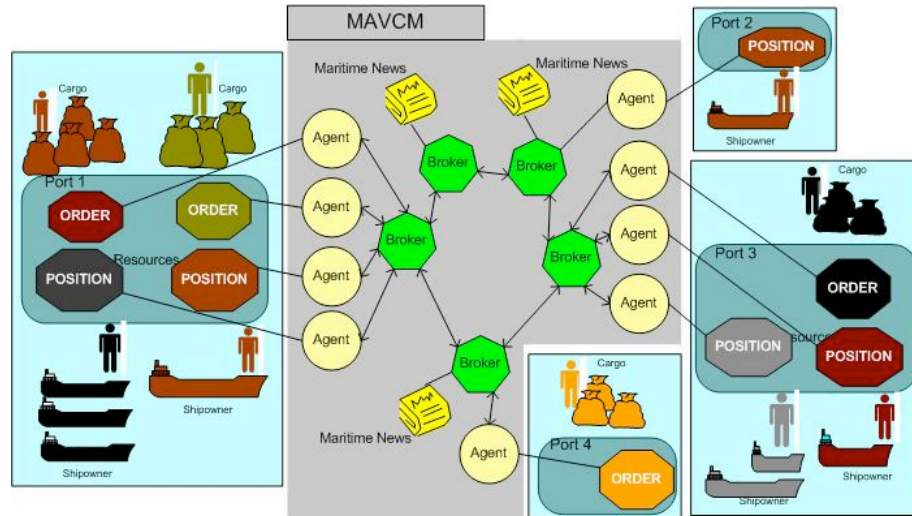 MAVCM
Cargo
Cargo
Port 1
ORDER
ORDER
Resources
POSITION
POSITION
Shipowner
Shipowner
Maritime News
Maritime News
Agent
Agent
Agent
Agent
Agent
Agent
Agent
Agent
Broker
Broker
Broker
Broker
Broker
Maritime News
Agent
Port 2
POSITION
Shipowner
Cargo
Port 3
ORDER
POSITION
sources
POSITION
Shipowner
Shipowner
Cargo
Port 4
ORDER